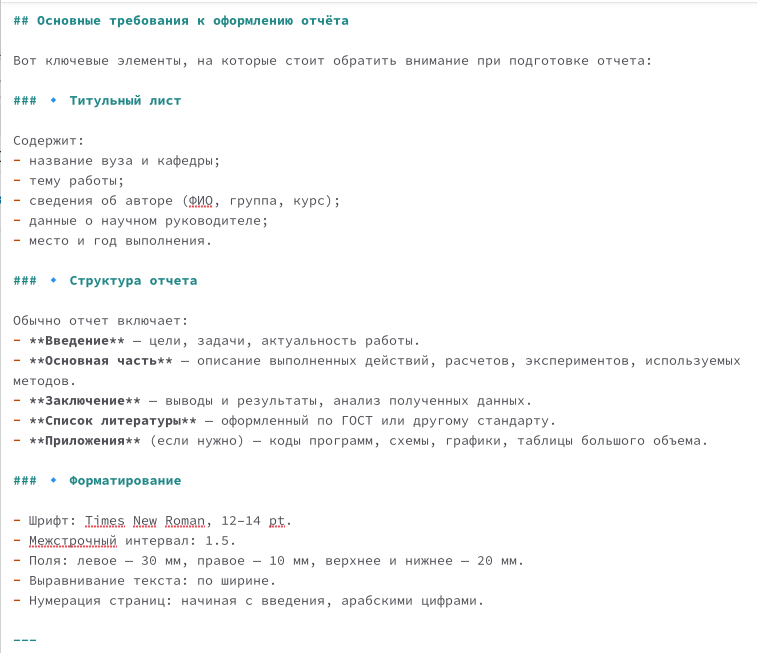 ## Основные требования к оформлению отчёта
Вот ключевые элементы, на которые стоит обратить внимание при подготовке отчета:
### 🔹 Титульный лист
Содержит:
- название вуза и кафедры;
- тему работы;
- сведения об авторе (ФИО, группа, курс);
- данные о научном руководителе;
- место и год выполнения.
### 🔹 Структура отчета
Обычно отчет включает:
- **Введение** — цели, задачи, актуальность работы.
- **Основная часть** — описание выполненных действий, расчетов, экспериментов, используемых
методов.
- **Заключение** — выводы и результаты, анализ полученных данных.
- **Список литературы** — оформленный по ГОСТ или другому стандарту.
- **Приложения** (если нужно) — коды программ, схемы, графики, таблицы большого объема.
### 🔹 Форматирование
- Шрифт: Times New Roman, 12–14 pt.
- Межстрочный интервал: 1.5.
- Поля: левое — 30 мм, правое — 10 мм, верхнее и нижнее — 20 мм.
- Выравнивание текста: по ширине.
- Нумерация страниц: начиная с введения, арабскими цифрами.
---